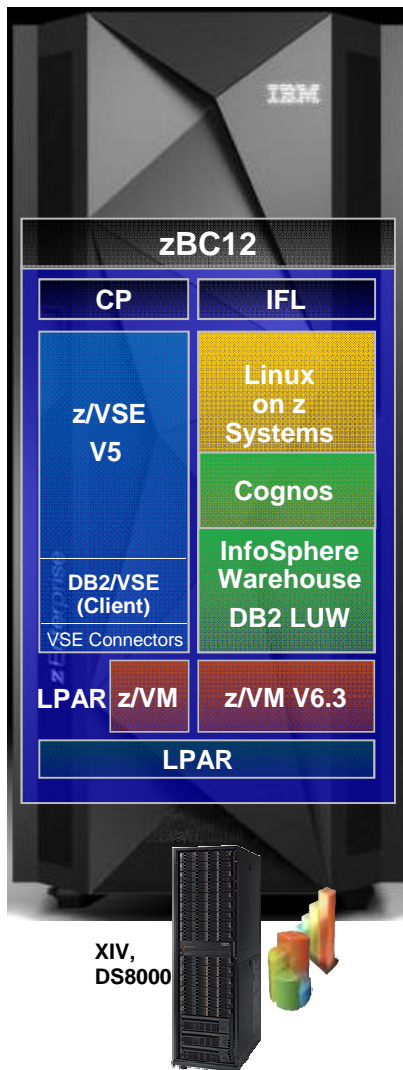 IBM
zBC12
CP
IFL
z/VSE
V5
Linux
on z
Systems
Cognos
DB2/VSE
(Client)
VSE Connectors
InfoSphere
Warehouse
DB2 LUW
zEnterprise
LPAR
z/VM
z/VM V6.3
LPAR
XIV,
DS8000